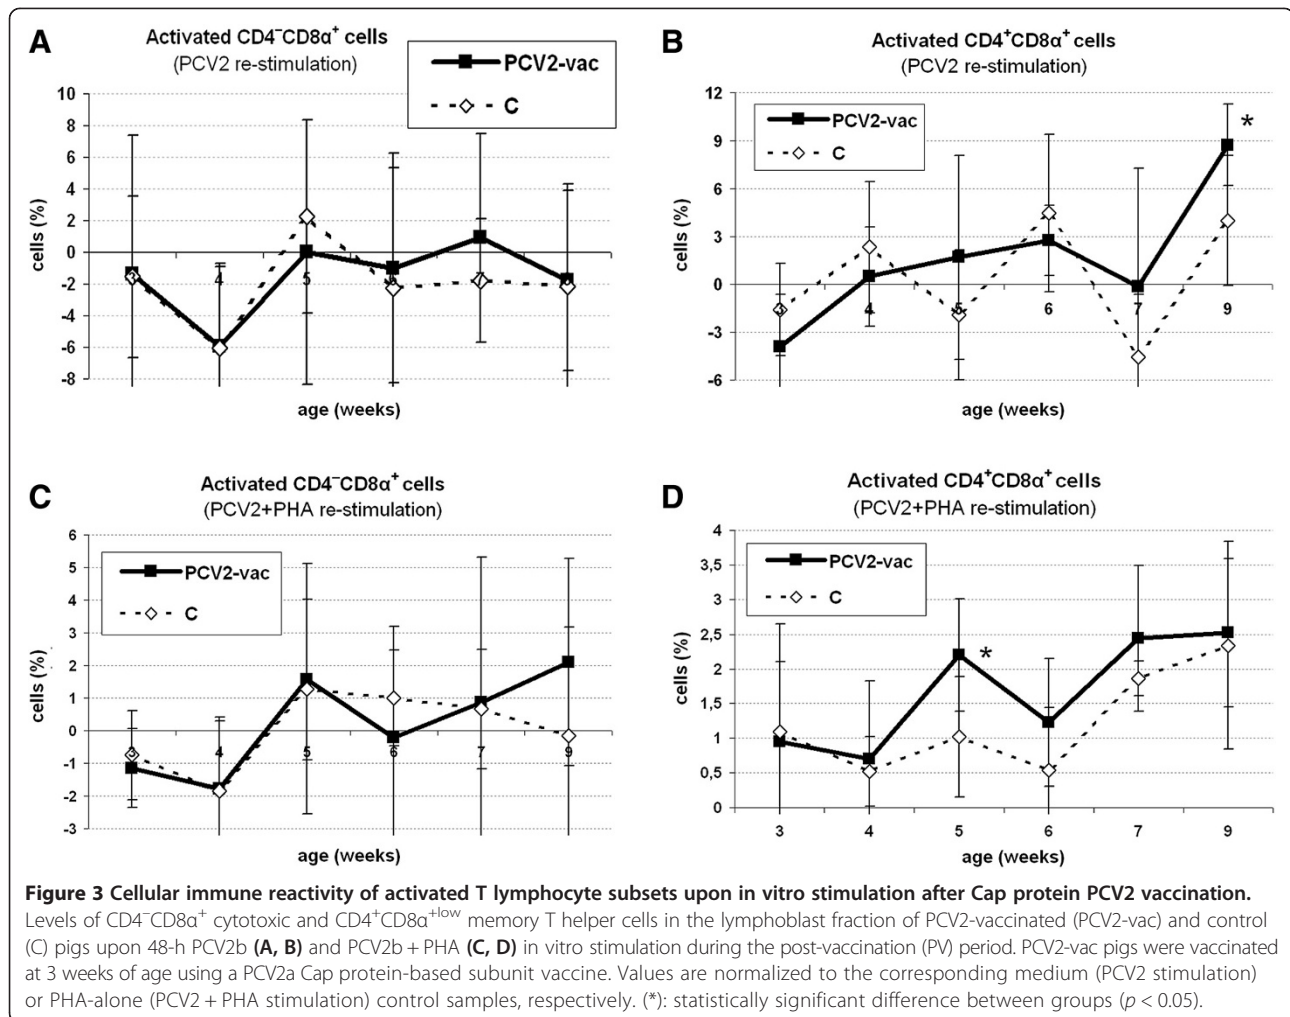 A
Activated CD4⁻CD8α⁺ cells
(PCV2 re-stimulation)
PCV2-vac
C
10
8
6
4
2
0
-2
-4
-6
-8
cells (%)
4
5
age (weeks)
B
Activated CD4⁺CD8α⁺ cells
(PCV2 re-stimulation)
PCV2-vac
C
*
12
9
6
3
0
-3
-6
cells (%)
3
4
5
6
7
9
age (weeks)
C
Activated CD4⁻CD8α⁺ cells
(PCV2+PHA re-stimulation)
PCV2-vac
C
6
5
4
3
2
1
0
-1
-2
-3
cells (%)
3
4
5
6
7
9
age (weeks)
D
Activated CD4⁺CD8α⁺ cells
(PCV2+PHA re-stimulation)
PCV2-vac
C
*
4
3,5
3
2,5
2
1,5
1
0,5
0
cells (%)
3
4
5
6
7
9
age (weeks)
Figure 3 Cellular immune reactivity of activated T lymphocyte subsets upon in vitro stimulation after Cap protein PCV2 vaccination.
Levels of CD4⁻CD8α⁺ cytotoxic and CD4⁺CD8α⁺ˡᵒʷ memory T helper cells in the lymphoblast fraction of PCV2-vaccinated (PCV2-vac) and control
(C) pigs upon 48-h PCV2b (A, B) and PCV2b + PHA (C, D) in vitro stimulation during the post-vaccination (PV) period. PCV2-vac pigs were vaccinated
at 3 weeks of age using a PCV2a Cap protein-based subunit vaccine. Values are normalized to the corresponding medium (PCV2 stimulation)
or PHA-alone (PCV2 + PHA stimulation) control samples, respectively. (*): statistically significant difference between groups (p < 0.05).